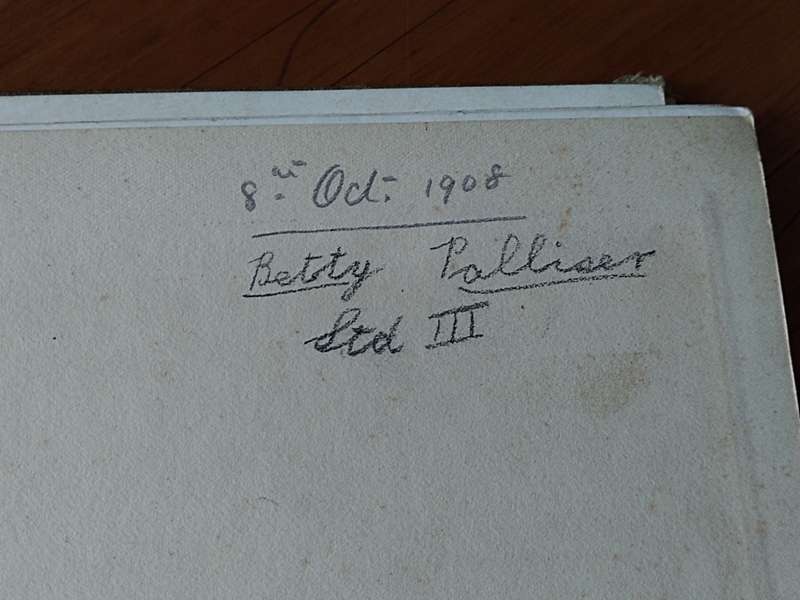 8th Oct. 1908
Betty Palliser
Std III